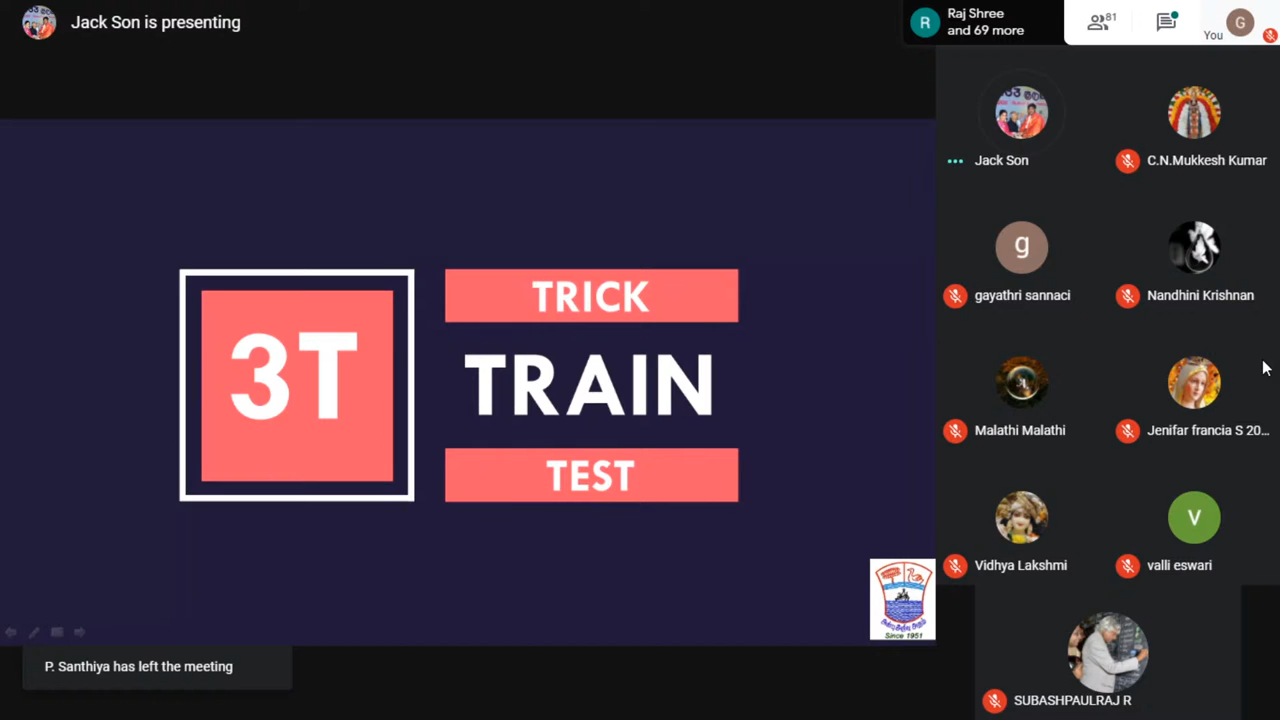 Jack Son is presenting
R
Raj Shree
and 69 more
81
You
G
Jack Son
C.N.Mukkesh Kumar
g
gayathri sannaci
Nandhini Krishnan
3T
TRICK
TRAIN
TEST
Malathi Malathi
Jenifar francia S 20...
V
Vidhya Lakshmi
valli eswari
Since 1951
P. Santhiya has left the meeting
SUBASHPAULRAJ R